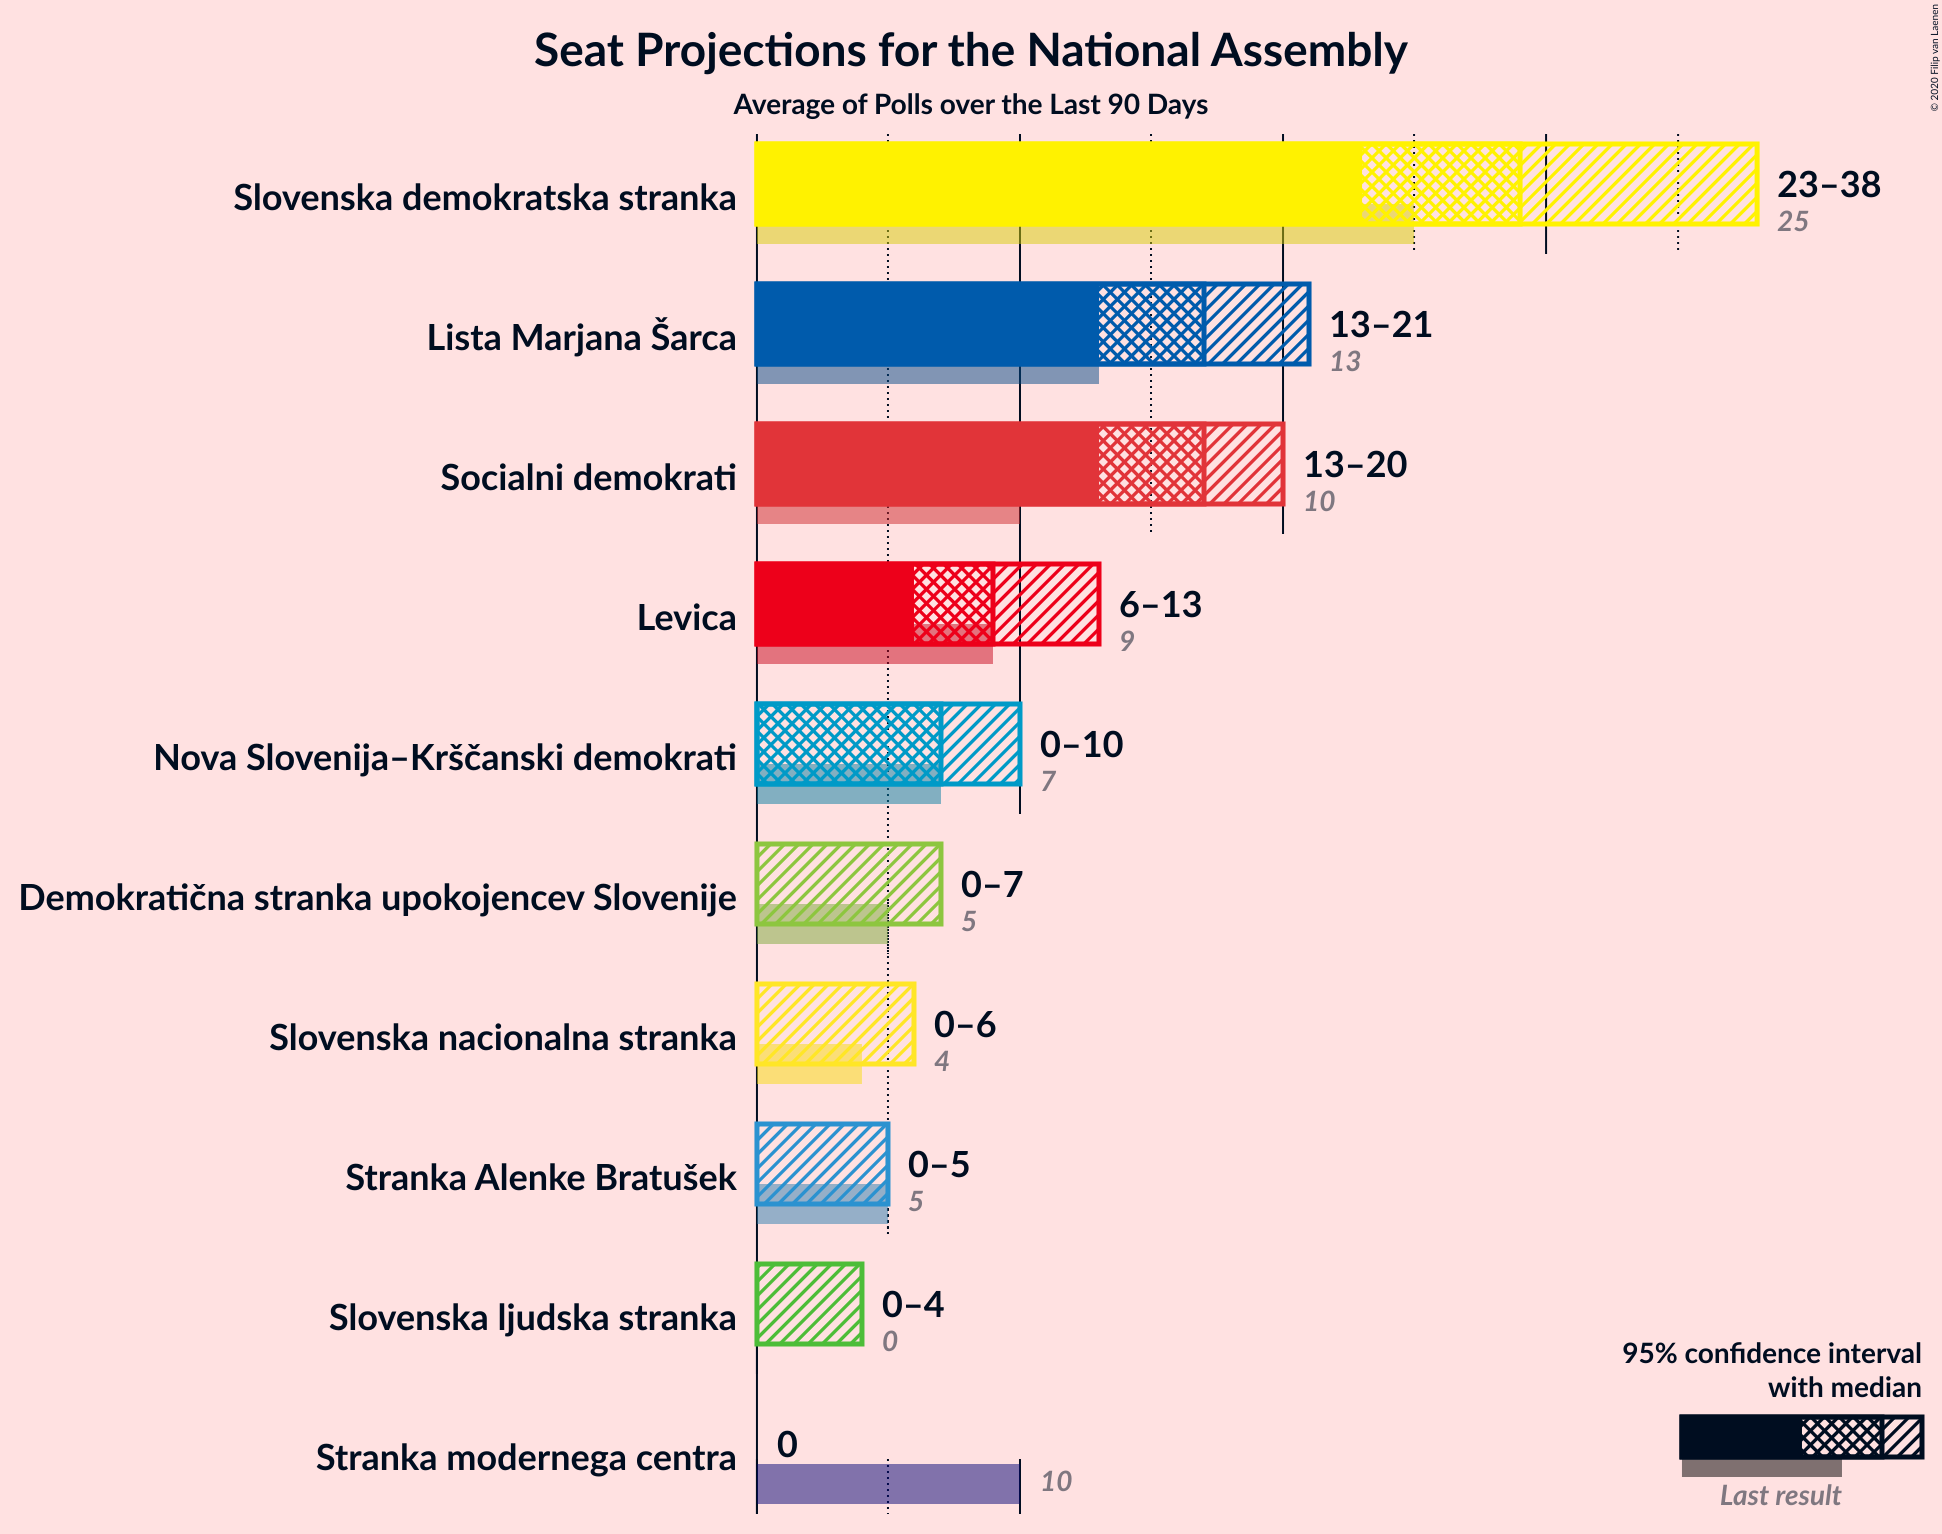 Seat Projections for the National Assembly
Average of Polls over the Last 90 Days
© 2020 Filip van Laenen
Slovenska demokratska stranka
23–38
25
Lista Marjana Šarca
13–21
13
Socialni demokrati
13–20
10
Levica
6–13
9
Nova Slovenija–Krščanski demokrati
0–10
7
Demokratična stranka upokojencev Slovenije
0–7
5
Slovenska nacionalna stranka
0–6
4
Stranka Alenke Bratušek
0–5
5
Slovenska ljudska stranka
0–4
0
Stranka modernega centra
0
10
95% confidence interval
with median
Last result